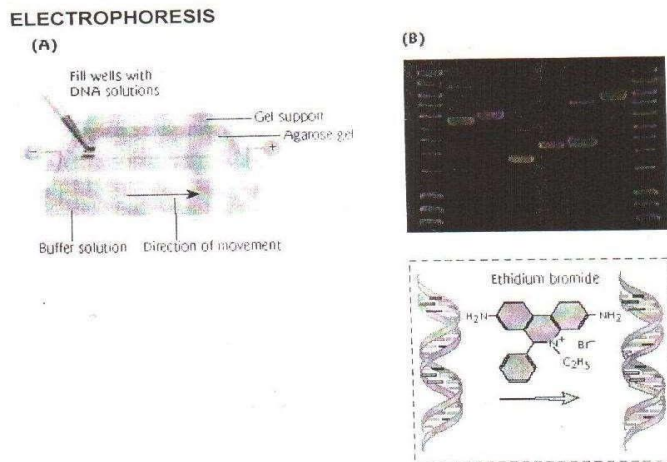 ELECTROPHORESIS
(A)
Fill wells with
DNA solutions
Gel support
Agarose gel
−
+
Buffer solution
Direction of movement
(B)
Ethidium bromide
H₂N
NH₂
N⁺
Br⁻
C₂H₅